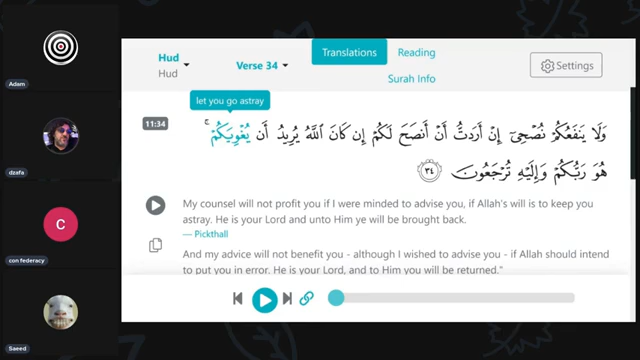 Adam
dzafa
con federacy
Saeed
Hud
Hud
Verse 34
Translations
Reading
Surah Info
Settings
let you go astray
11:34
وَلَا يَنفَعُكُمْ نُصْحِىٓ إِنْ أَرَدتُّ أَنْ أَنصَحَ لَكُمْ إِن كَانَ ٱللَّهُ يُرِيدُ أَن يُغْوِيَكُمْ ۚ
هُوَ رَبُّكُمْ وَإِلَيْهِ تُرْجَعُونَ ٣٤
My counsel will not profit you if I were minded to advise you, if Allah's will is to keep you
astray. He is your Lord and unto Him ye will be brought back.
— Pickthall
And my advice will not benefit you - although I wished to advise you - if Allah should intend
to put you in error. He is your Lord, and to Him you will be returned."
C